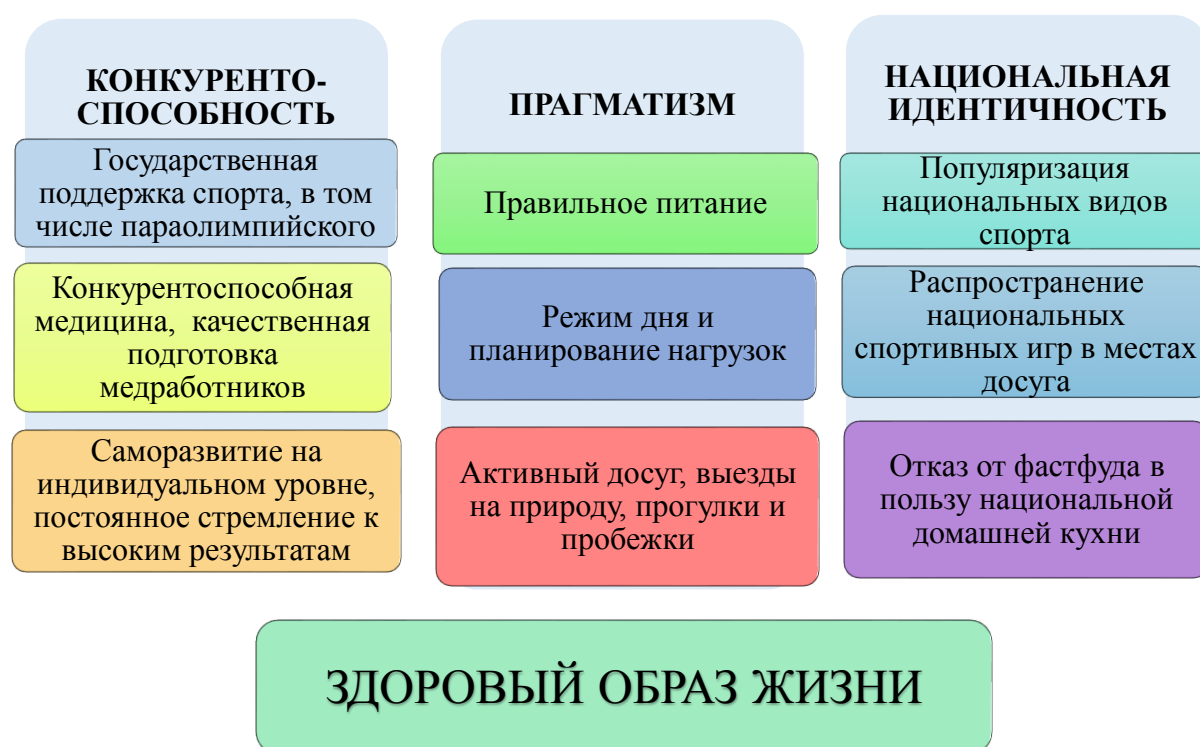 КОНКУРЕНТО-
СПОСОБНОСТЬ
Государственная
поддержка спорта, в том
числе параолимпийского
Конкурентоспособная
медицина, качественная
подготовка
медработников
Саморазвитие на
индивидуальном уровне,
постоянное стремление к
высоким результатам
ПРАГМАТИЗМ
Правильное питание
Режим дня и
планирование нагрузок
Активный досуг, выезды
на природу, прогулки и
пробежки
НАЦИОНАЛЬНАЯ
ИДЕНТИЧНОСТЬ
Популяризация
национальных видов
спорта
Распространение
национальных
спортивных игр в местах
досуга
Отказ от фастфуда в
пользу национальной
домашней кухни
ЗДОРОВЫЙ ОБРАЗ ЖИЗНИ